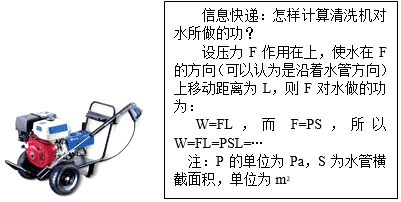 信息快递：怎样计算清洗机对
水所做的功？
设压力 F 作用在上，使水在 F
的方向(可以认为是沿着水管方向)
上移动距离为 L，则 F 对水做的功
为：
W=FL，而 F=PS，所以
W=FL=PSL=…
注：P 的单位为 Pa，S 为水管横
截面积，单位为 m²